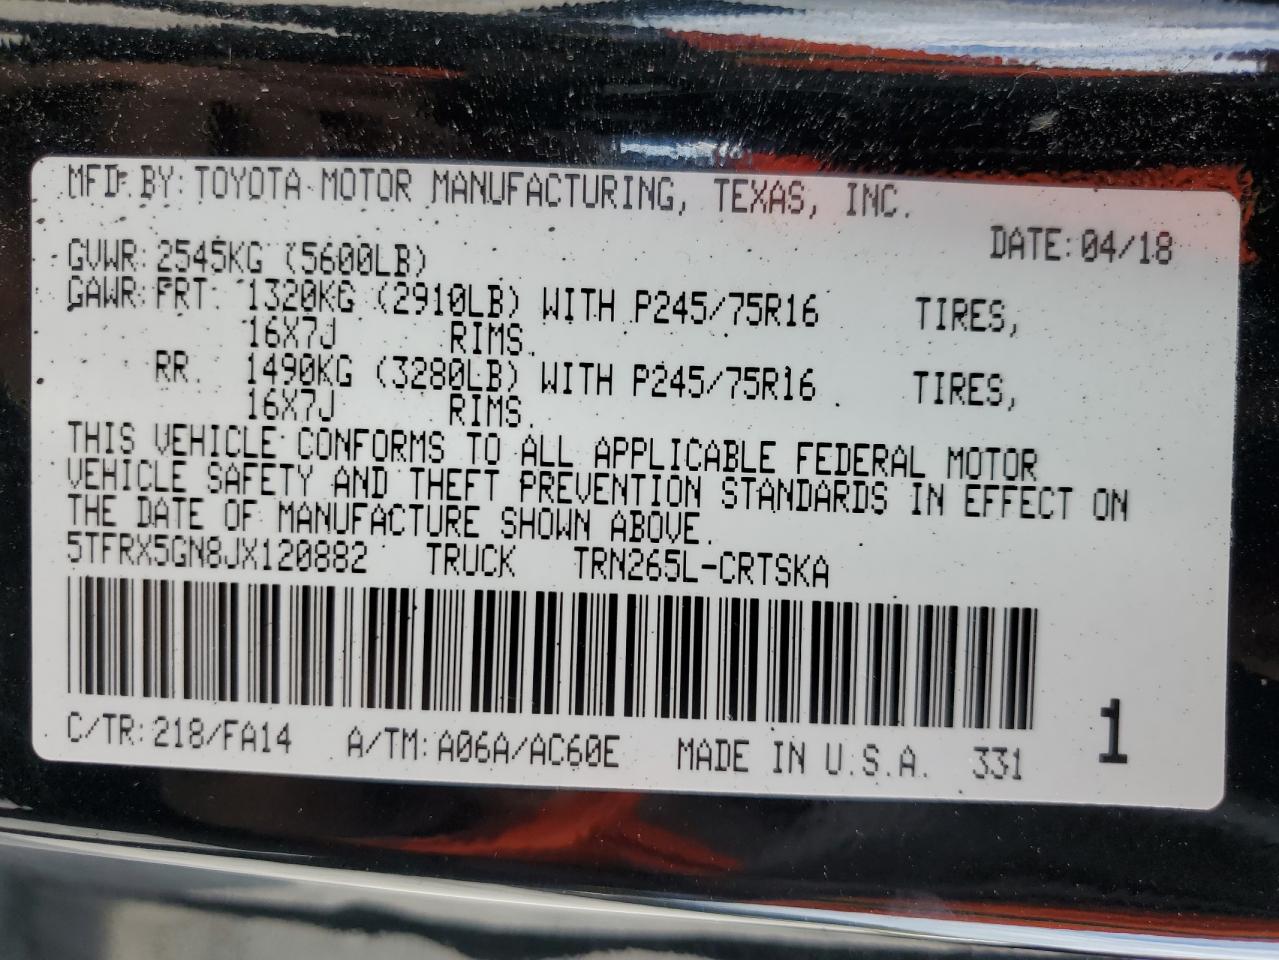 MFD. BY: TOYOTA MOTOR MANUFACTURING, TEXAS, INC.
DATE: 04/18
GVWR: 2545KG (5600LB)
GAWR: FRT. 1320KG (2910LB) WITH P245/75R16 TIRES,
16X7J RIMS.
RR. 1490KG (3280LB) WITH P245/75R16 TIRES,
16X7J RIMS.
THIS VEHICLE CONFORMS TO ALL APPLICABLE FEDERAL MOTOR
VEHICLE SAFETY AND THEFT PREVENTION STANDARDS IN EFFECT ON
THE DATE OF MANUFACTURE SHOWN ABOVE.
5TFRX5GN8JX120882 TRUCK TRN265L-CRTSKA
C/TR: 218/FA14 A/TM: A06A/AC60E MADE IN U.S.A. 331 1